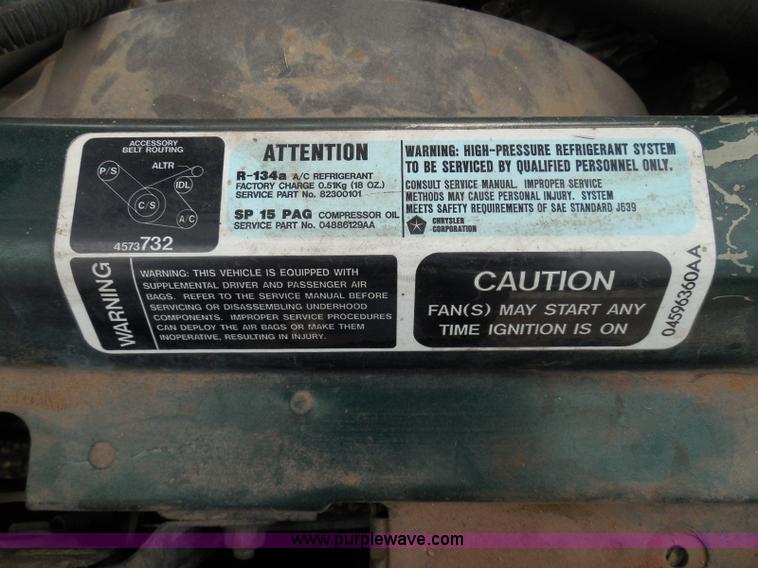 ACCESSORY
BELT ROUTING
P/S
ALTR
IDL
C/S
A/C
4573732
ATTENTION
R-134a A/C REFRIGERANT
FACTORY CHARGE 0.51Kg (18 OZ.)
SERVICE PART No. 82300101
SP 15 PAG COMPRESSOR OIL
SERVICE PART No. 04886129AA
WARNING: HIGH-PRESSURE REFRIGERANT SYSTEM
TO BE SERVICED BY QUALIFIED PERSONNEL ONLY.
CONSULT SERVICE MANUAL. IMPROPER SERVICE
METHODS MAY CAUSE PERSONAL INJURY. SYSTEM
MEETS SAFETY REQUIREMENTS OF SAE STANDARD J639
CHRYSLER
CORPORATION
WARNING
WARNING: THIS VEHICLE IS EQUIPPED WITH
SUPPLEMENTAL DRIVER AND PASSENGER AIR
BAGS. REFER TO THE SERVICE MANUAL BEFORE
SERVICING OR DISASSEMBLING UNDERHOOD
COMPONENTS. IMPROPER SERVICE PROCEDURES
CAN DEPLOY THE AIR BAGS OR MAKE THEM
INOPERATIVE, RESULTING IN INJURY.
CAUTION
FAN(S) MAY START ANY
TIME IGNITION IS ON
04596360AA
www.purplewave.com